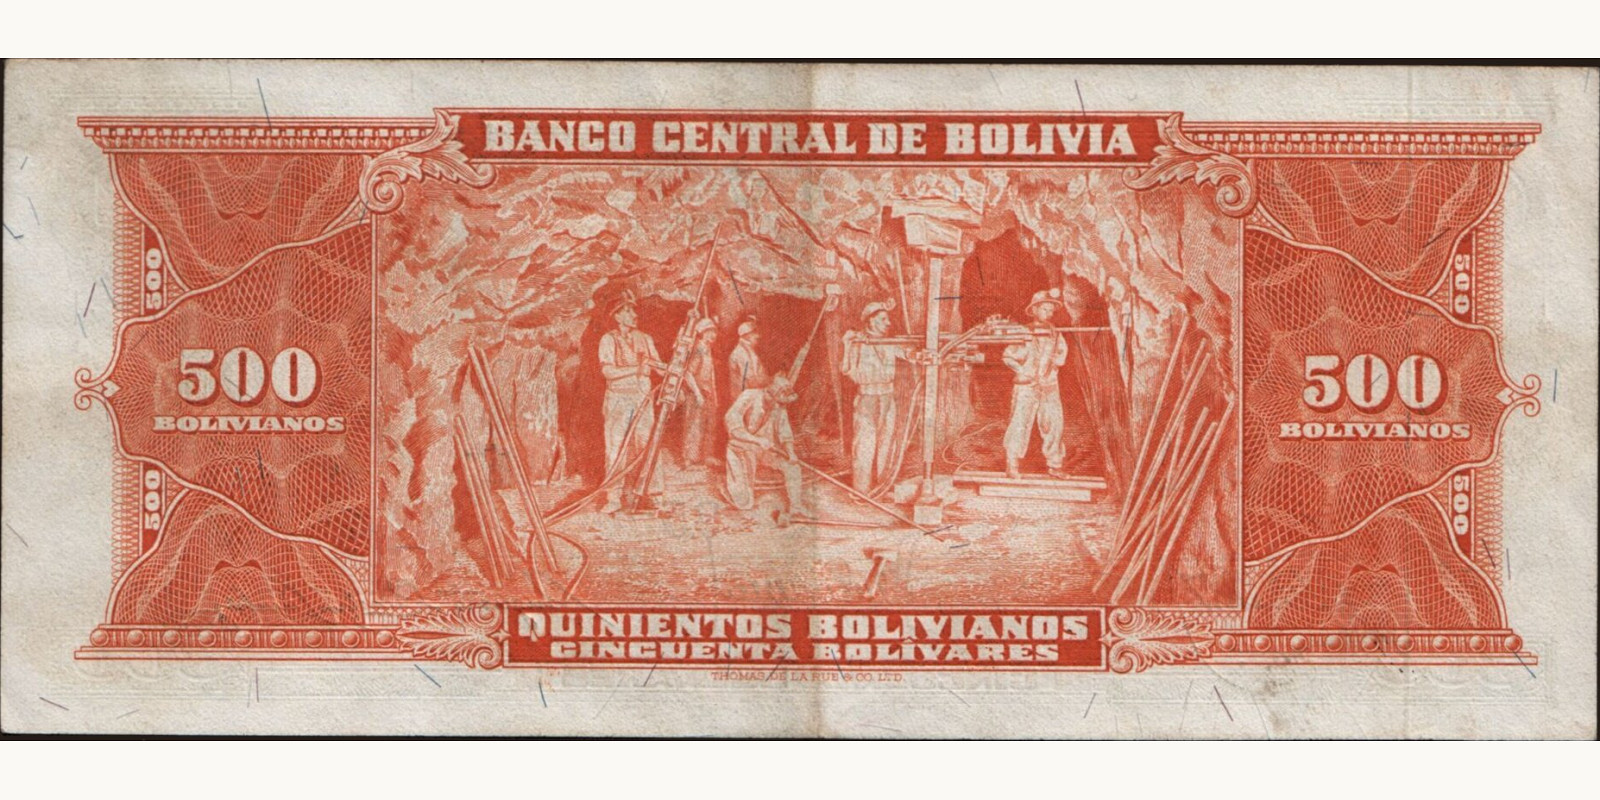 BANCO CENTRAL DE BOLIVIA
500
500
500
BOLIVIANOS
500
BOLIVIANOS
500
500
QUINIENTOS BOLIVIANOS
CINCUENTA BOLÍVARES
THOMAS, DE LA RUE & CO. LTD.